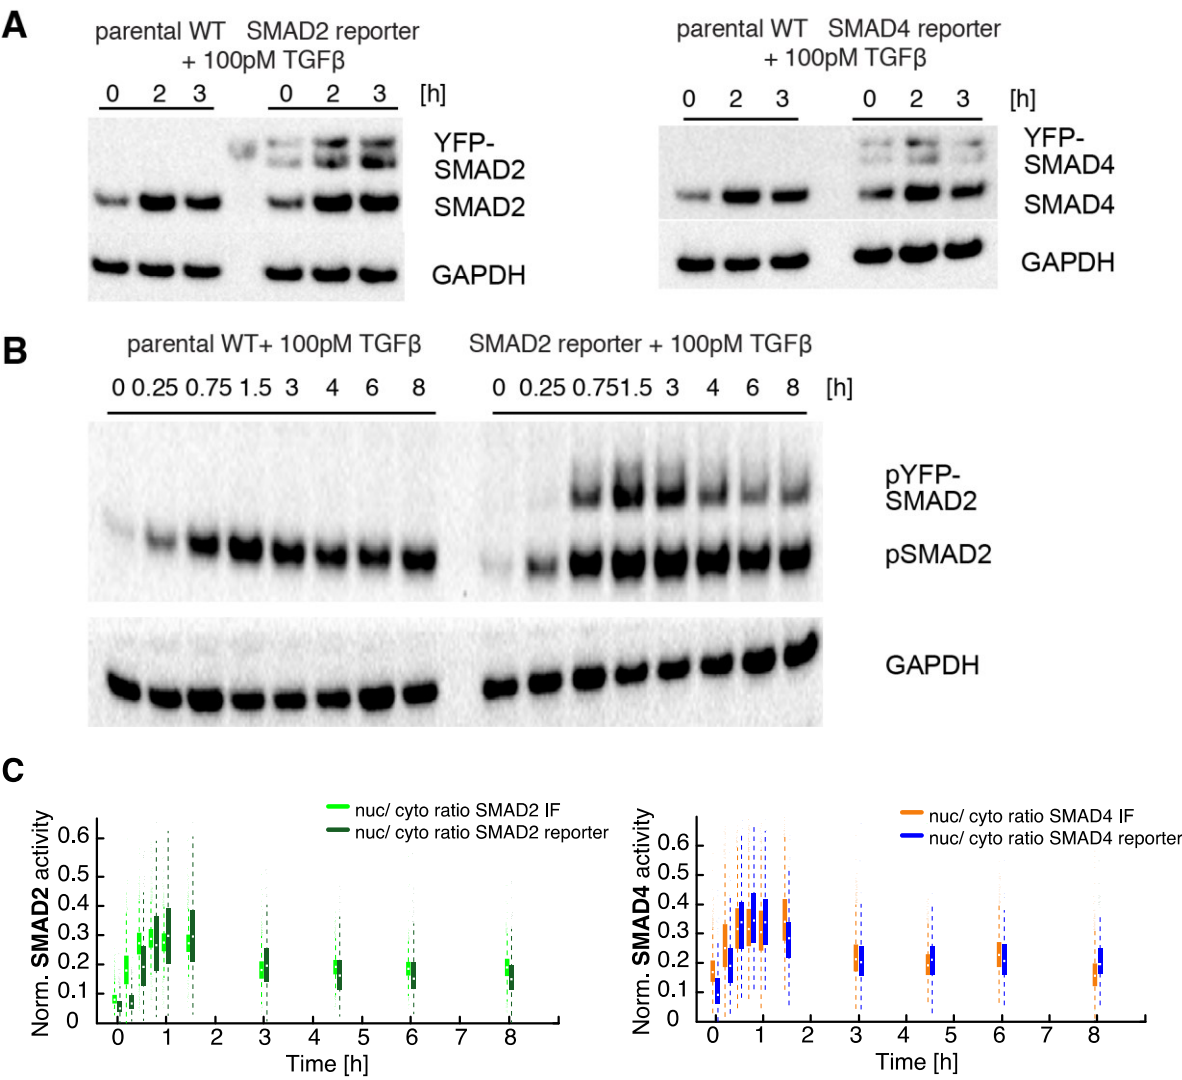 A
parental WT SMAD2 reporter
+ 100pM TGFβ
0 2 3 0 2 3 [h]
YFP-
SMAD2
SMAD2
GAPDH
parental WT SMAD4 reporter
+ 100pM TGFβ
0 2 3 0 2 3 [h]
YFP-
SMAD4
SMAD4
GAPDH
B
parental WT+ 100pM TGFβ SMAD2 reporter + 100pM TGFβ
0 0.25 0.75 1.5 3 4 6 8 0 0.25 0.75 1.5 3 4 6 8 [h]
pYFP-
SMAD2
pSMAD2
GAPDH
C
nuc/ cyto ratio SMAD2 IF
nuc/ cyto ratio SMAD2 reporter
Norm. SMAD2 activity
0.6
0.5
0.4
0.3
0.2
0.1
0
0 1 2 3 4 5 6 7 8
Time [h]
nuc/ cyto ratio SMAD4 IF
nuc/ cyto ratio SMAD4 reporter
Norm. SMAD4 activity
0.6
0.5
0.4
0.3
0.2
0.1
0
0 1 2 3 4 5 6 7 8
Time [h]